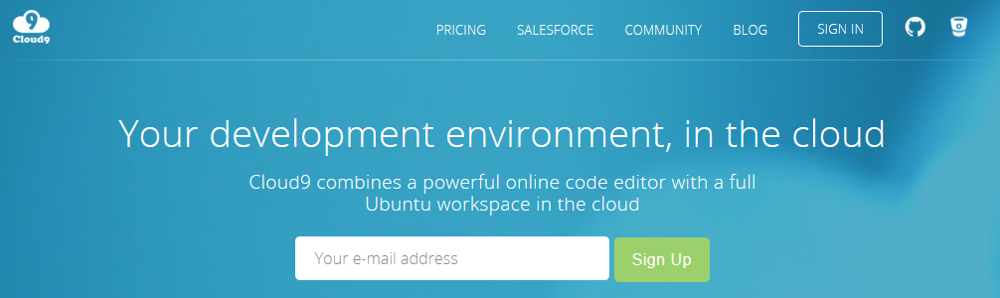 9
Cloud9
PRICING
SALESFORCE
COMMUNITY
BLOG
SIGN IN
Your development environment, in the cloud
Cloud9 combines a powerful online code editor with a full
Ubuntu workspace in the cloud
Your e-mail address
Sign Up